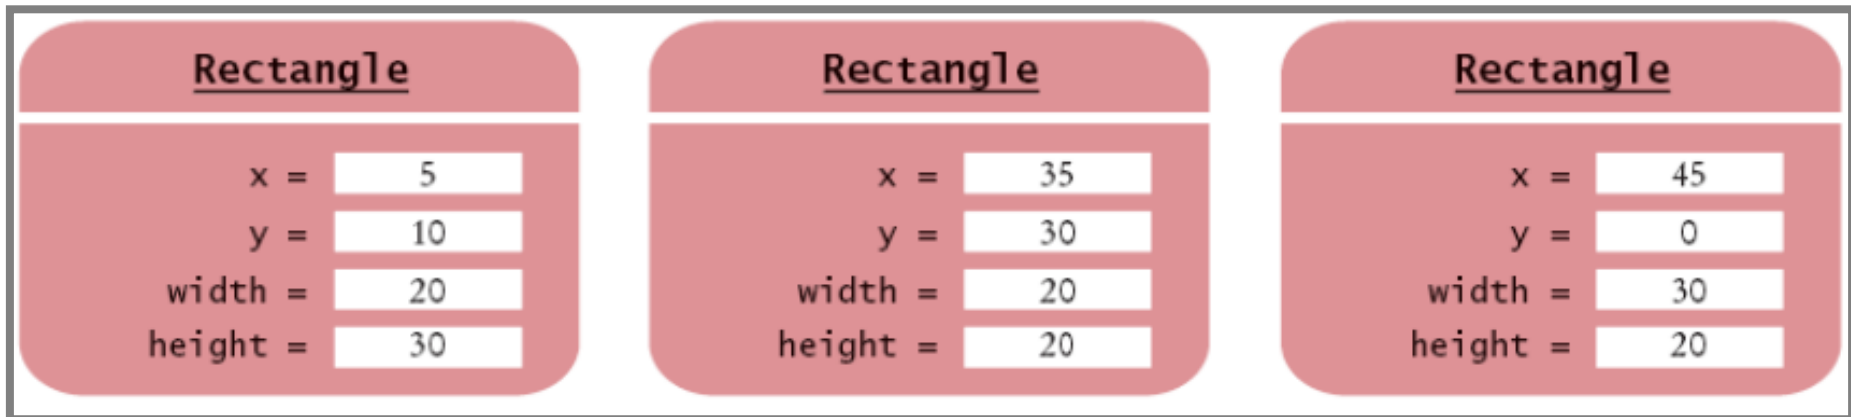 Rectangle
x = 5
y = 10
width = 20
height = 30
Rectangle
x = 35
y = 30
width = 20
height = 20
Rectangle
x = 45
y = 0
width = 30
height = 20